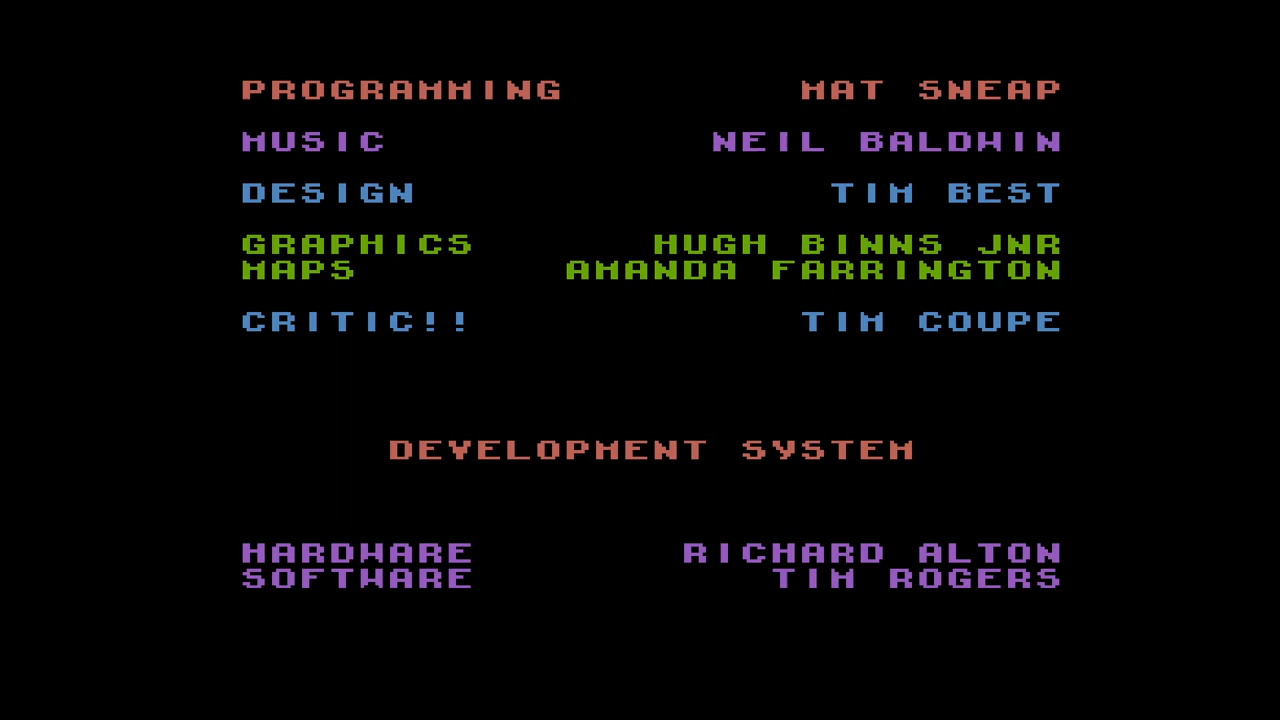 PROGRAMMING MAT SNEAP
MUSIC NEIL BALDWIN
DESIGN TIM BEST
GRAPHICS HUGH BINNS JNR
MAPS AMANDA FARRINGTON
CRITIC!! TIM COUPE
DEVELOPMENT SYSTEM
HARDWARE RICHARD ALTON
SOFTWARE TIM ROGERS